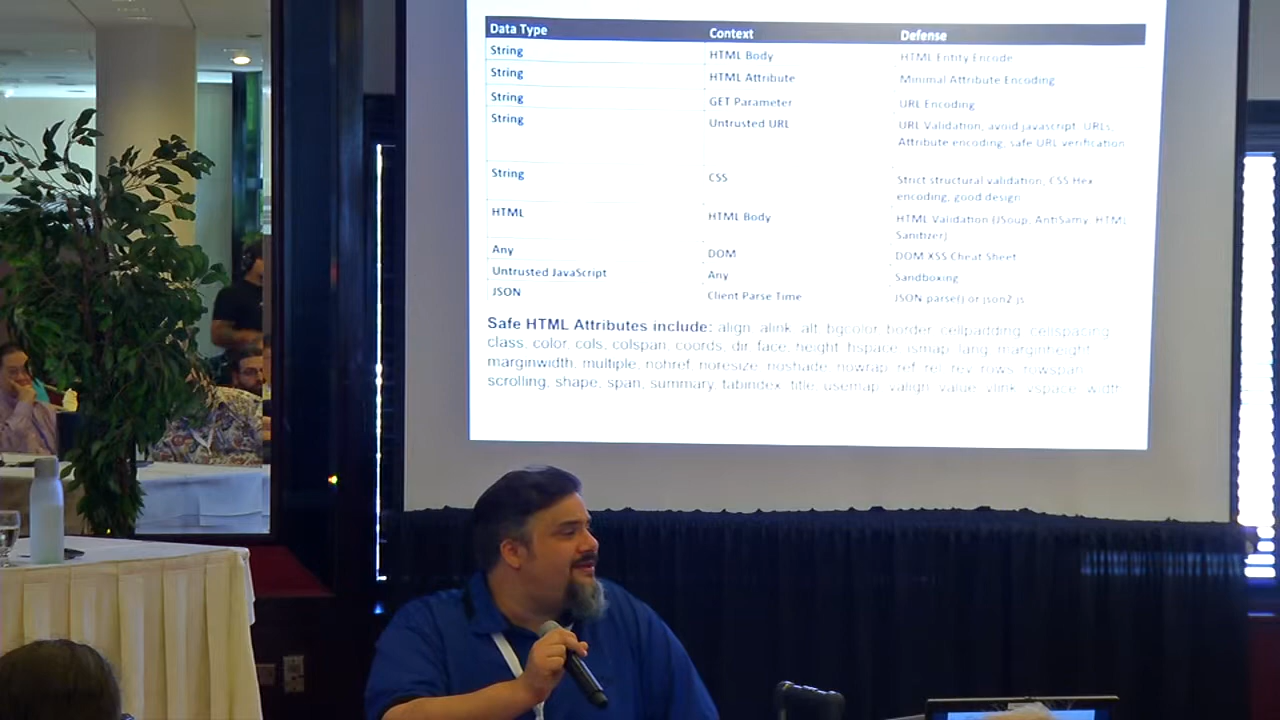 Data Type Context Defense
String HTML Body HTML Entity Encode
String HTML Attribute Minimal Attribute Encoding
String GET Parameter URL Encoding
String Untrusted URL URL Validation, avoid javascript: URLs,
Attribute encoding, safe URL verification
String CSS Strict structural validation, CSS Hex
encoding, good design
HTML HTML Body HTML Validation (JSoup, AntiSamy, HTML
Sanitizer)
Any DOM DOM XSS Cheat Sheet
Untrusted JavaScript Any Sandboxing
JSON Client Parse Time JSON.parse() or json2.js
Safe HTML Attributes include: align, alink, alt, bgcolor, border, cellpadding, cellspacing,
class, color, cols, colspan, coords, dir, face, height, hspace, ismap, lang, marginheight,
marginwidth, multiple, nohref, noresize, noshade, nowrap, ref, rel, rev, rows, rowspan,
scrolling, shape, span, summary, tabindex, title, usemap, valign, value, vlink, vspace, width